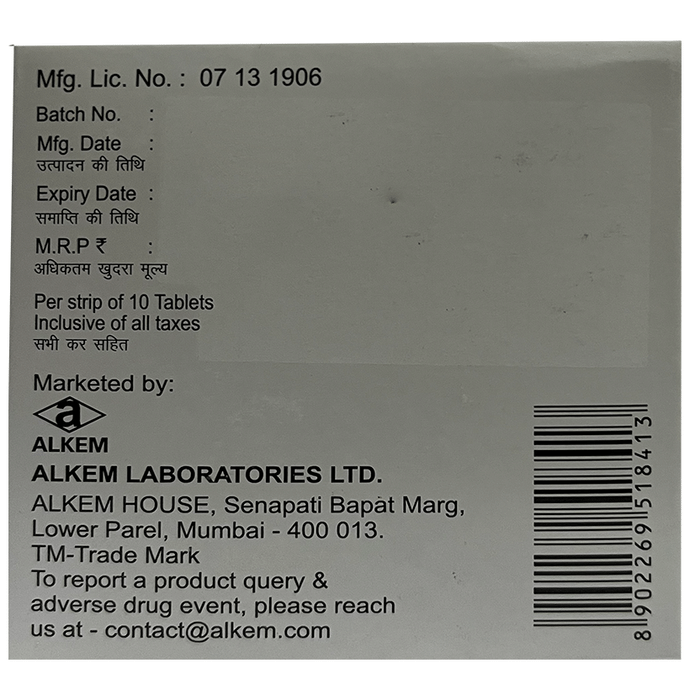 Mfg. Lic. No. : 07 13 1906
Batch No. :
Mfg. Date :
उत्पादन की तिथि
Expiry Date :
समाप्ति की तिथि
M.R.P ₹ :
अधिकतम खुदरा मूल्य
Per strip of 10 Tablets
Inclusive of all taxes
सभी कर सहित
Marketed by:
a
ALKEM
ALKEM LABORATORIES LTD.
ALKEM HOUSE, Senapati Bapat Marg,
Lower Parel, Mumbai - 400 013.
TM-Trade Mark
To report a product query &
adverse drug event, please reach
us at - contact@alkem.com
8 902269 518413